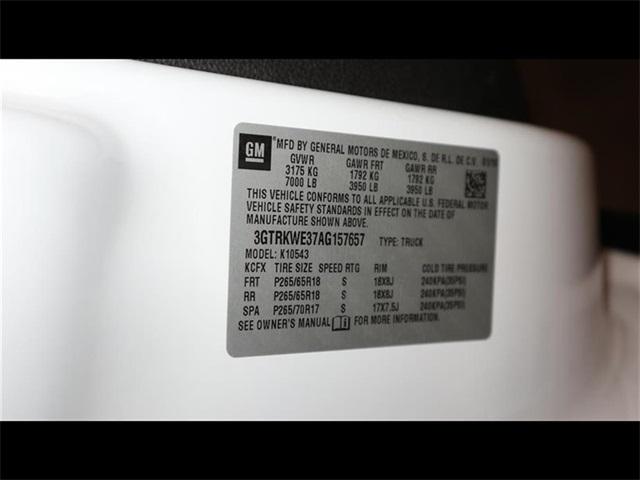 GM ® MFD BY GENERAL MOTORS DE MEXICO, S. DE R.L. DE C.V.
GVWR GAWR FRT GAWR RR
3175 KG 1792 KG 1792 KG
7000 LB 3950 LB 3950 LB
THIS VEHICLE CONFORMS TO ALL APPLICABLE U.S. FEDERAL MOTOR
VEHICLE SAFETY STANDARDS IN EFFECT ON THE DATE OF
MANUFACTURE SHOWN ABOVE.
3GTRKWE37AG157657 TYPE: TRUCK
MODEL: K10543
KCFX TIRE SIZE SPEED RTG RIM COLD TIRE PRESSURE
FRT P265/65R18 S 18X8J 240KPA(35PSI)
RR P265/65R18 S 18X8J 240KPA(35PSI)
SPA P265/70R17 S 17X7.5J 240KPA(35PSI)
SEE OWNER'S MANUAL FOR MORE INFORMATION.